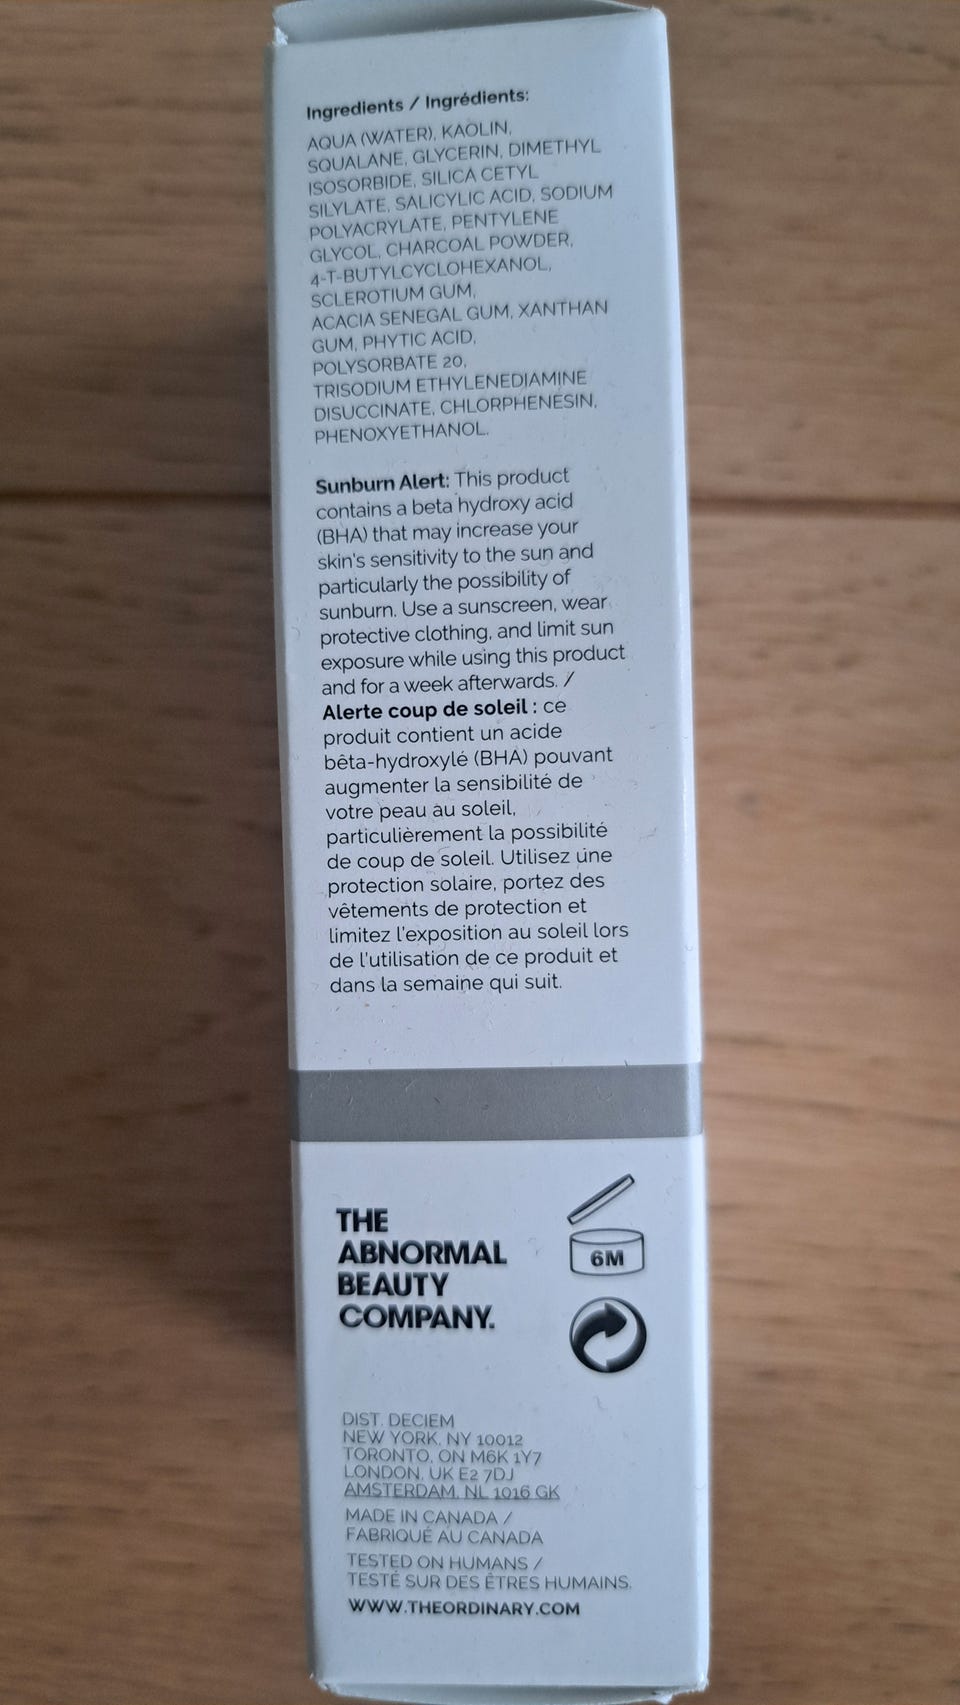 Ingredients / Ingrédients:
AQUA (WATER), KAOLIN,
SQUALANE, GLYCERIN, DIMETHYL
ISOSORBIDE, SILICA CETYL
SILYLATE, SALICYLIC ACID, SODIUM
POLYACRYLATE, PENTYLENE
GLYCOL, CHARCOAL POWDER,
4-T-BUTYLCYCLOHEXANOL,
SCLEROTIUM GUM,
ACACIA SENEGAL GUM, XANTHAN
GUM, PHYTIC ACID,
POLYSORBATE 20,
TRISODIUM ETHYLENEDIAMINE
DISUCCINATE, CHLORPHENESIN,
PHENOXYETHANOL.
Sunburn Alert: This product
contains a beta hydroxy acid
(BHA) that may increase your
skin's sensitivity to the sun and
particularly the possibility of
sunburn. Use a sunscreen, wear
protective clothing, and limit sun
exposure while using this product
and for a week afterwards. /
Alerte coup de soleil : ce
produit contient un acide
bêta-hydroxylé (BHA) pouvant
augmenter la sensibilité de
votre peau au soleil,
particulièrement la possibilité
de coup de soleil. Utilisez une
protection solaire, portez des
vêtements de protection et
limitez l'exposition au soleil lors
de l'utilisation de ce produit et
dans la semaine qui suit.
THE
ABNORMAL
BEAUTY
COMPANY.
6M
DIST. DECIEM
NEW YORK, NY 10012
TORONTO, ON M6K 1Y7
LONDON, UK E2 7DJ
AMSTERDAM, NL 1016 GK
MADE IN CANADA /
FABRIQUÉ AU CANADA
TESTED ON HUMANS /
TESTÉ SUR DES ÊTRES HUMAINS.
WWW.THEORDINARY.COM